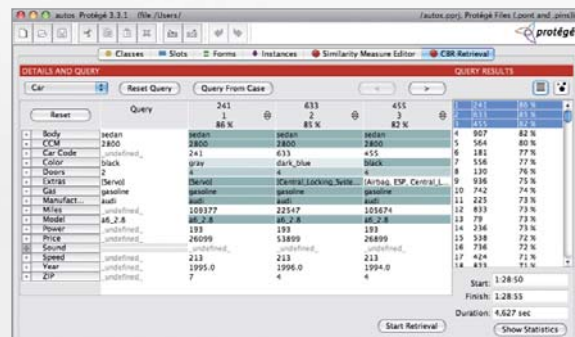 autos Protégé 3.3.1 (file:/Users/ /autos.pprj, Protégé Files (.pont and .pins))
protégé
Classes Slots Forms Instances Similarity Measure Editor CBR Retrieval
DETAILS AND QUERY QUERY RESULTS
Car Reset Query Query From Case < >
Reset Query 241 633 455
1 2 3
86 % 85 % 82 %
Body sedan sedan sedan sedan
CCM 2800 2800 2800 2800
Car Code _undefined_ 241 633 455
Color black gray dark_blue black
Doors 2 4 4 4
Extras [Servo] [Servo] [Central_Locking_Syste... [Airbag, ESP, Central_L...
Gas gasoline gasoline gasoline gasoline
Manufact... audi audi audi audi
Miles _undefined_ 109377 22547 105674
Model a6_2.8 a6_2.8 a6_2.8 a6_2.8
Power _undefined_ 193 193 193
Price _undefined_ 26099 53899 26899
Sound _undefined_ _undefined_ _undefined_ _undefined_
Speed _undefined_ 213 213 213
Year _undefined_ 1995.0 1996.0 1994.0
ZIP _undefined_ 7 4 4
1 241 86 %
2 633 85 %
3 455 82 %
4 907 82 %
5 564 80 %
6 181 77 %
7 556 77 %
8 130 76 %
9 936 75 %
10 742 74 %
11 225 73 %
12 833 73 %
13 79 73 %
14 236 73 %
15 538 72 %
16 736 72 %
17 424 71 %
18 823 71 %
Start: 1:28:50
Finish: 1:28:55
Duration: 4,627 sec
Start Retrieval Show Statistics